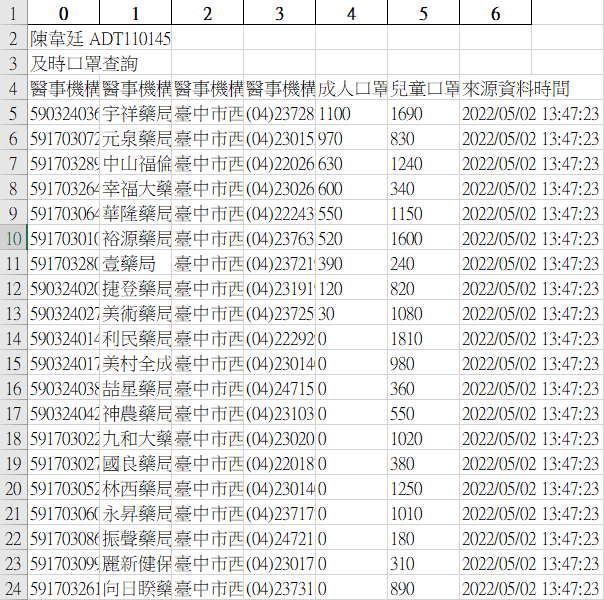 1 0 1 2 3 4 5 6
2 陳韋廷 ADT110145
3 及時口罩查詢
4 醫事機構 醫事機構 醫事機構 醫事機構 成人口罩 兒童口罩 來源資料時間
5 590324036 宇祥藥局 臺中市西 (04)23728 1100 1690 2022/05/02 13:47:23
6 591703072 元泉藥局 臺中市西 (04)23015 970 830 2022/05/02 13:47:23
7 591703289 中山福倫 臺中市西 (04)22026 630 1240 2022/05/02 13:47:23
8 591703264 幸福大藥 臺中市西 (04)23026 600 340 2022/05/02 13:47:23
9 591703064 華隆藥局 臺中市西 (04)22243 550 1150 2022/05/02 13:47:23
10 591703010 裕源藥局 臺中市西 (04)23763 520 1600 2022/05/02 13:47:23
11 591703280 壹藥局 臺中市西 (04)23721 390 240 2022/05/02 13:47:23
12 590324020 捷登藥局 臺中市西 (04)23191 120 820 2022/05/02 13:47:23
13 590324027 美術藥局 臺中市西 (04)23725 30 1080 2022/05/02 13:47:23
14 590324014 利民藥局 臺中市西 (04)22292 0 1810 2022/05/02 13:47:23
15 590324017 美村全成 臺中市西 (04)23014 0 980 2022/05/02 13:47:23
16 590324038 喆星藥局 臺中市西 (04)24715 0 360 2022/05/02 13:47:23
17 590324042 神農藥局 臺中市西 (04)23103 0 550 2022/05/02 13:47:23
18 591703022 九和大藥 臺中市西 (04)23020 0 1020 2022/05/02 13:47:23
19 591703027 國良藥局 臺中市西 (04)22018 0 380 2022/05/02 13:47:23
20 591703052 林西藥局 臺中市西 (04)23014 0 1250 2022/05/02 13:47:23
21 591703060 永昇藥局 臺中市西 (04)23717 0 1010 2022/05/02 13:47:23
22 591703086 振聲藥局 臺中市西 (04)24721 0 180 2022/05/02 13:47:23
23 591703099 麗新健保 臺中市西 (04)23017 0 310 2022/05/02 13:47:23
24 591703261 向日睽藥 臺中市西 (04)23731 0 890 2022/05/02 13:47:23